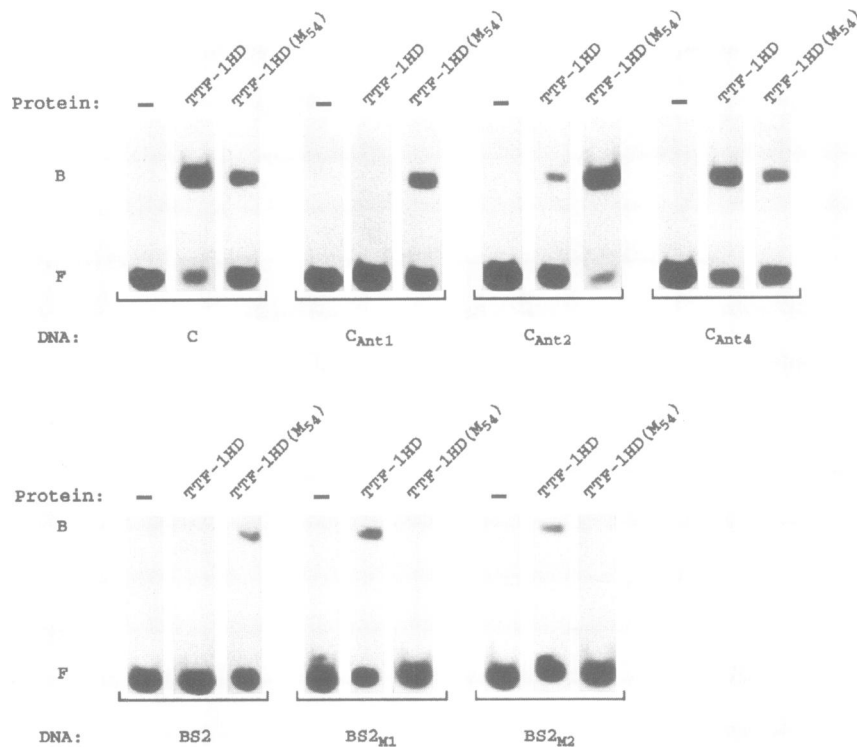 TTF-1HD TTF-1HD(M54) TTF-1HD TTF-1HD(M54) TTF-1HD TTF-1HD(M54) TTF-1HD TTF-1HD(M54)
Protein: – – – –
B
F
DNA: C CAnt1 CAnt2 CAnt4
TTF-1HD TTF-1HD(M54) TTF-1HD TTF-1HD(M54) TTF-1HD TTF-1HD(M54)
Protein: – – –
B
F
DNA: BS2 BS2M1 BS2M2